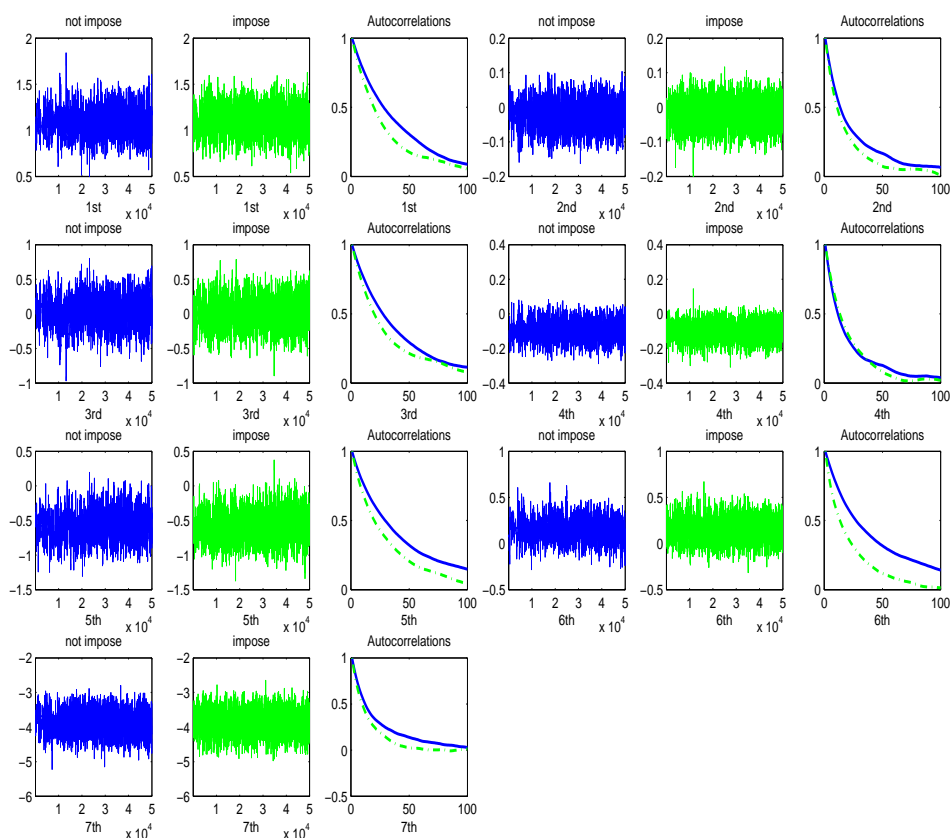 not impose impose Autocorrelations not impose impose Autocorrelations
2 2 1 0.2 0.2 1
1.5 1.5 0.1 0.1
0 0
1 1 0.5 0.5
−0.1 −0.1
0.5 0.5 0 −0.2 −0.2 0
1 2 3 4 5 1 2 3 4 5 0 50 100 1 2 3 4 5 1 2 3 4 5 0 50 100
1st x 10^4 1st x 10^4 1st 2nd x 10^4 2nd x 10^4 2nd
not impose impose Autocorrelations not impose impose Autocorrelations
1 1 1 0.4 0.4 1
0.5 0.5 0.2 0.2
0 0 0.5 0 0 0.5
−0.5 −0.5 −0.2 −0.2
−1 −1 0 −0.4 −0.4 0
1 2 3 4 5 1 2 3 4 5 0 50 100 1 2 3 4 5 1 2 3 4 5 0 50 100
3rd x 10^4 3rd x 10^4 3rd 4th x 10^4 4th x 10^4 4th
not impose impose Autocorrelations not impose impose Autocorrelations
0.5 0.5 1 1 1 1
0 0 0.5 0.5
−0.5 −0.5 0.5 0.5
−1 −1 0 0
−1.5 −1.5 0 −0.5 −0.5 0
1 2 3 4 5 1 2 3 4 5 0 50 100 1 2 3 4 5 1 2 3 4 5 0 50 100
5th x 10^4 5th x 10^4 5th 6th x 10^4 6th x 10^4 6th
not impose impose Autocorrelations
−2 −2 1
−3 −3 0.5
−4 −4
−5 −5 0
−6 −6 −0.5
1 2 3 4 5 1 2 3 4 5 0 50 100
7th x 10^4 7th x 10^4 7th